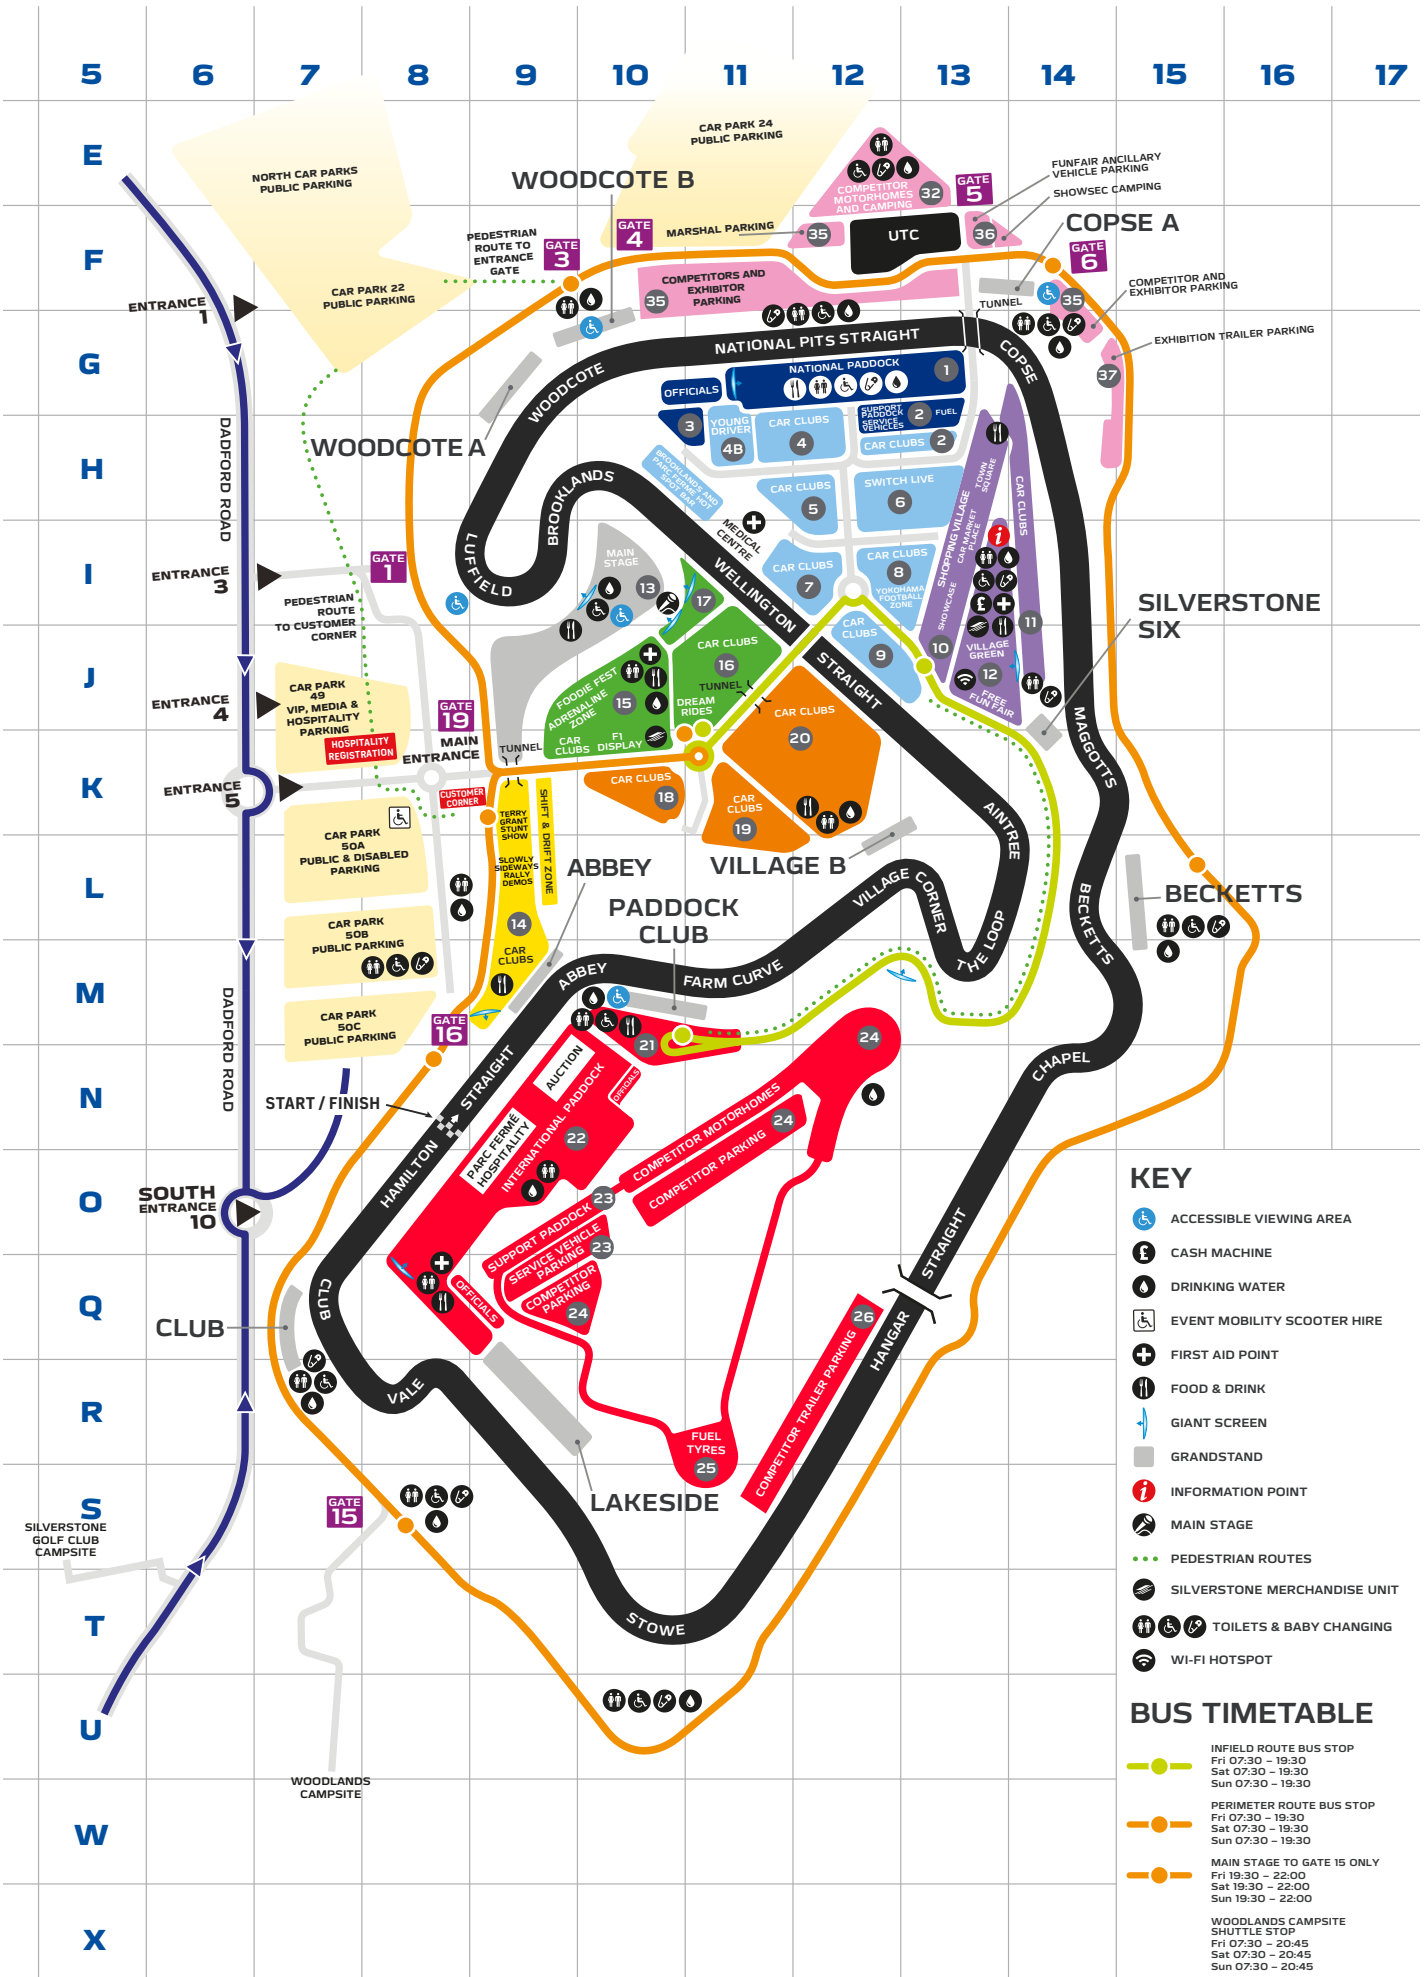 5 6 7 8 9 10 11 12 13 14 15 16 17
E
F
G
H
I
J
K
L
M
N
O
Q
R
S
T
U
W
X
NORTH CAR PARKS
PUBLIC PARKING
CAR PARK 24
PUBLIC PARKING
WOODCOTE B
COMPETITOR
MOTORHOMES
AND CAMPING
32
GATE
5
FUNFAIR ANCILLARY
VEHICLE PARKING
SHOWSEC CAMPING
COPSE A
GATE
4
MARSHAL PARKING
35
UTC
36
GATE
6
PEDESTRIAN
ROUTE TO
ENTRANCE
GATE
GATE
3
CAR PARK 22
PUBLIC PARKING
COMPETITORS AND
EXHIBITOR
PARKING
35
TUNNEL
35
COMPETITOR AND
EXHIBITOR PARKING
EXHIBITION TRAILER PARKING
37
ENTRANCE
1
NATIONAL PITS STRAIGHT
COPSE
WOODCOTE
WOODCOTE A
OFFICIALS
NATIONAL PADDOCK
1
3
YOUNG
DRIVER
4B
CAR CLUBS
4
SUPPORT
PADDOCK
SERVICE
VEHICLES
2
FUEL
CAR CLUBS
2
BROOKLANDS AND
PARC FERME HOT
SPOT BAR
CAR CLUBS
5
SWITCH LIVE
6
TOWN
SQUARE
SHOPPING VILLAGE
CAR MARKET
PLACE
SHOWCASE
CAR CLUBS
DADFORD ROAD
BROOKLANDS
LUFFIELD
MEDICAL
CENTRE
WELLINGTON
STRAIGHT
CAR CLUBS
7
CAR CLUBS
8
YOKOHAMA
FOOTBALL
ZONE
CAR
CLUBS
9
10
11
VILLAGE
GREEN
12
FREE
FUN FAIR
SILVERSTONE
SIX
ENTRANCE
3
GATE
1
PEDESTRIAN
ROUTE
TO CUSTOMER
CORNER
MAIN
STAGE
13
17
CAR CLUBS
16
TUNNEL
DREAM
RIDES
FOODIE FEST
ADRENALINE
ZONE
15
CAR
CLUBS
F1
DISPLAY
CAR CLUBS
20
ENTRANCE
4
CAR PARK
49
VIP, MEDIA &
HOSPITALITY
PARKING
HOSPITALITY
REGISTRATION
GATE
19
MAIN
ENTRANCE
TUNNEL
MAGGOTTS
ENTRANCE
5
CUSTOMER
CORNER
CAR CLUBS
18
CAR
CLUBS
19
TERRY
GRANT
STUNT
SHOW
SLOWLY
SIDEWAYS
RALLY
DEMOS
SHIFT & DRIFT ZONE
14
CAR
CLUBS
AINTREE
VILLAGE B
ABBEY
CAR PARK
50A
PUBLIC & DISABLED
PARKING
PADDOCK
CLUB
VILLAGE
CORNER
THE LOOP
BECKETTS
BECKETTS
BECKETTS
CAR PARK
50B
PUBLIC PARKING
ABBEY
FARM CURVE
CAR PARK
50C
PUBLIC PARKING
GATE
16
DADFORD ROAD
21
24
CHAPEL
START / FINISH
HAMILTON
STRAIGHT
AUCTION
OFFICIALS
PARC FERMÉ
HOSPITALITY
INTERNATIONAL PADDOCK
22
COMPETITOR MOTORHOMES
COMPETITOR PARKING
24
SOUTH
ENTRANCE
10
SUPPORT PADDOCK
23
SERVICE VEHICLE
PARKING
23
COMPETITOR
PARKING
24
OFFICIALS
STRAIGHT
HANGAR
CLUB
CLUB
VALE
COMPETITOR TRAILER PARKING
26
FUEL
TYRES
25
LAKESIDE
GATE
15
SILVERSTONE
GOLF CLUB
CAMPSITE
STOWE
WOODLANDS
CAMPSITE
KEY
ACCESSIBLE VIEWING AREA
£
CASH MACHINE
DRINKING WATER
EVENT MOBILITY SCOOTER HIRE
FIRST AID POINT
FOOD & DRINK
GIANT SCREEN
GRANDSTAND
i
INFORMATION POINT
MAIN STAGE
PEDESTRIAN ROUTES
SILVERSTONE MERCHANDISE UNIT
TOILETS & BABY CHANGING
WI-FI HOTSPOT
BUS TIMETABLE
INFIELD ROUTE BUS STOP
Fri 07:30 – 19:30
Sat 07:30 – 19:30
Sun 07:30 – 19:30
PERIMETER ROUTE BUS STOP
Fri 07:30 – 19:30
Sat 07:30 – 19:30
Sun 07:30 – 19:30
MAIN STAGE TO GATE 15 ONLY
Fri 19:30 – 22:00
Sat 19:30 – 22:00
Sun 19:30 – 22:00
WOODLANDS CAMPSITE
SHUTTLE STOP
Fri 07:30 – 20:45
Sat 07:30 – 20:45
Sun 07:30 – 20:45